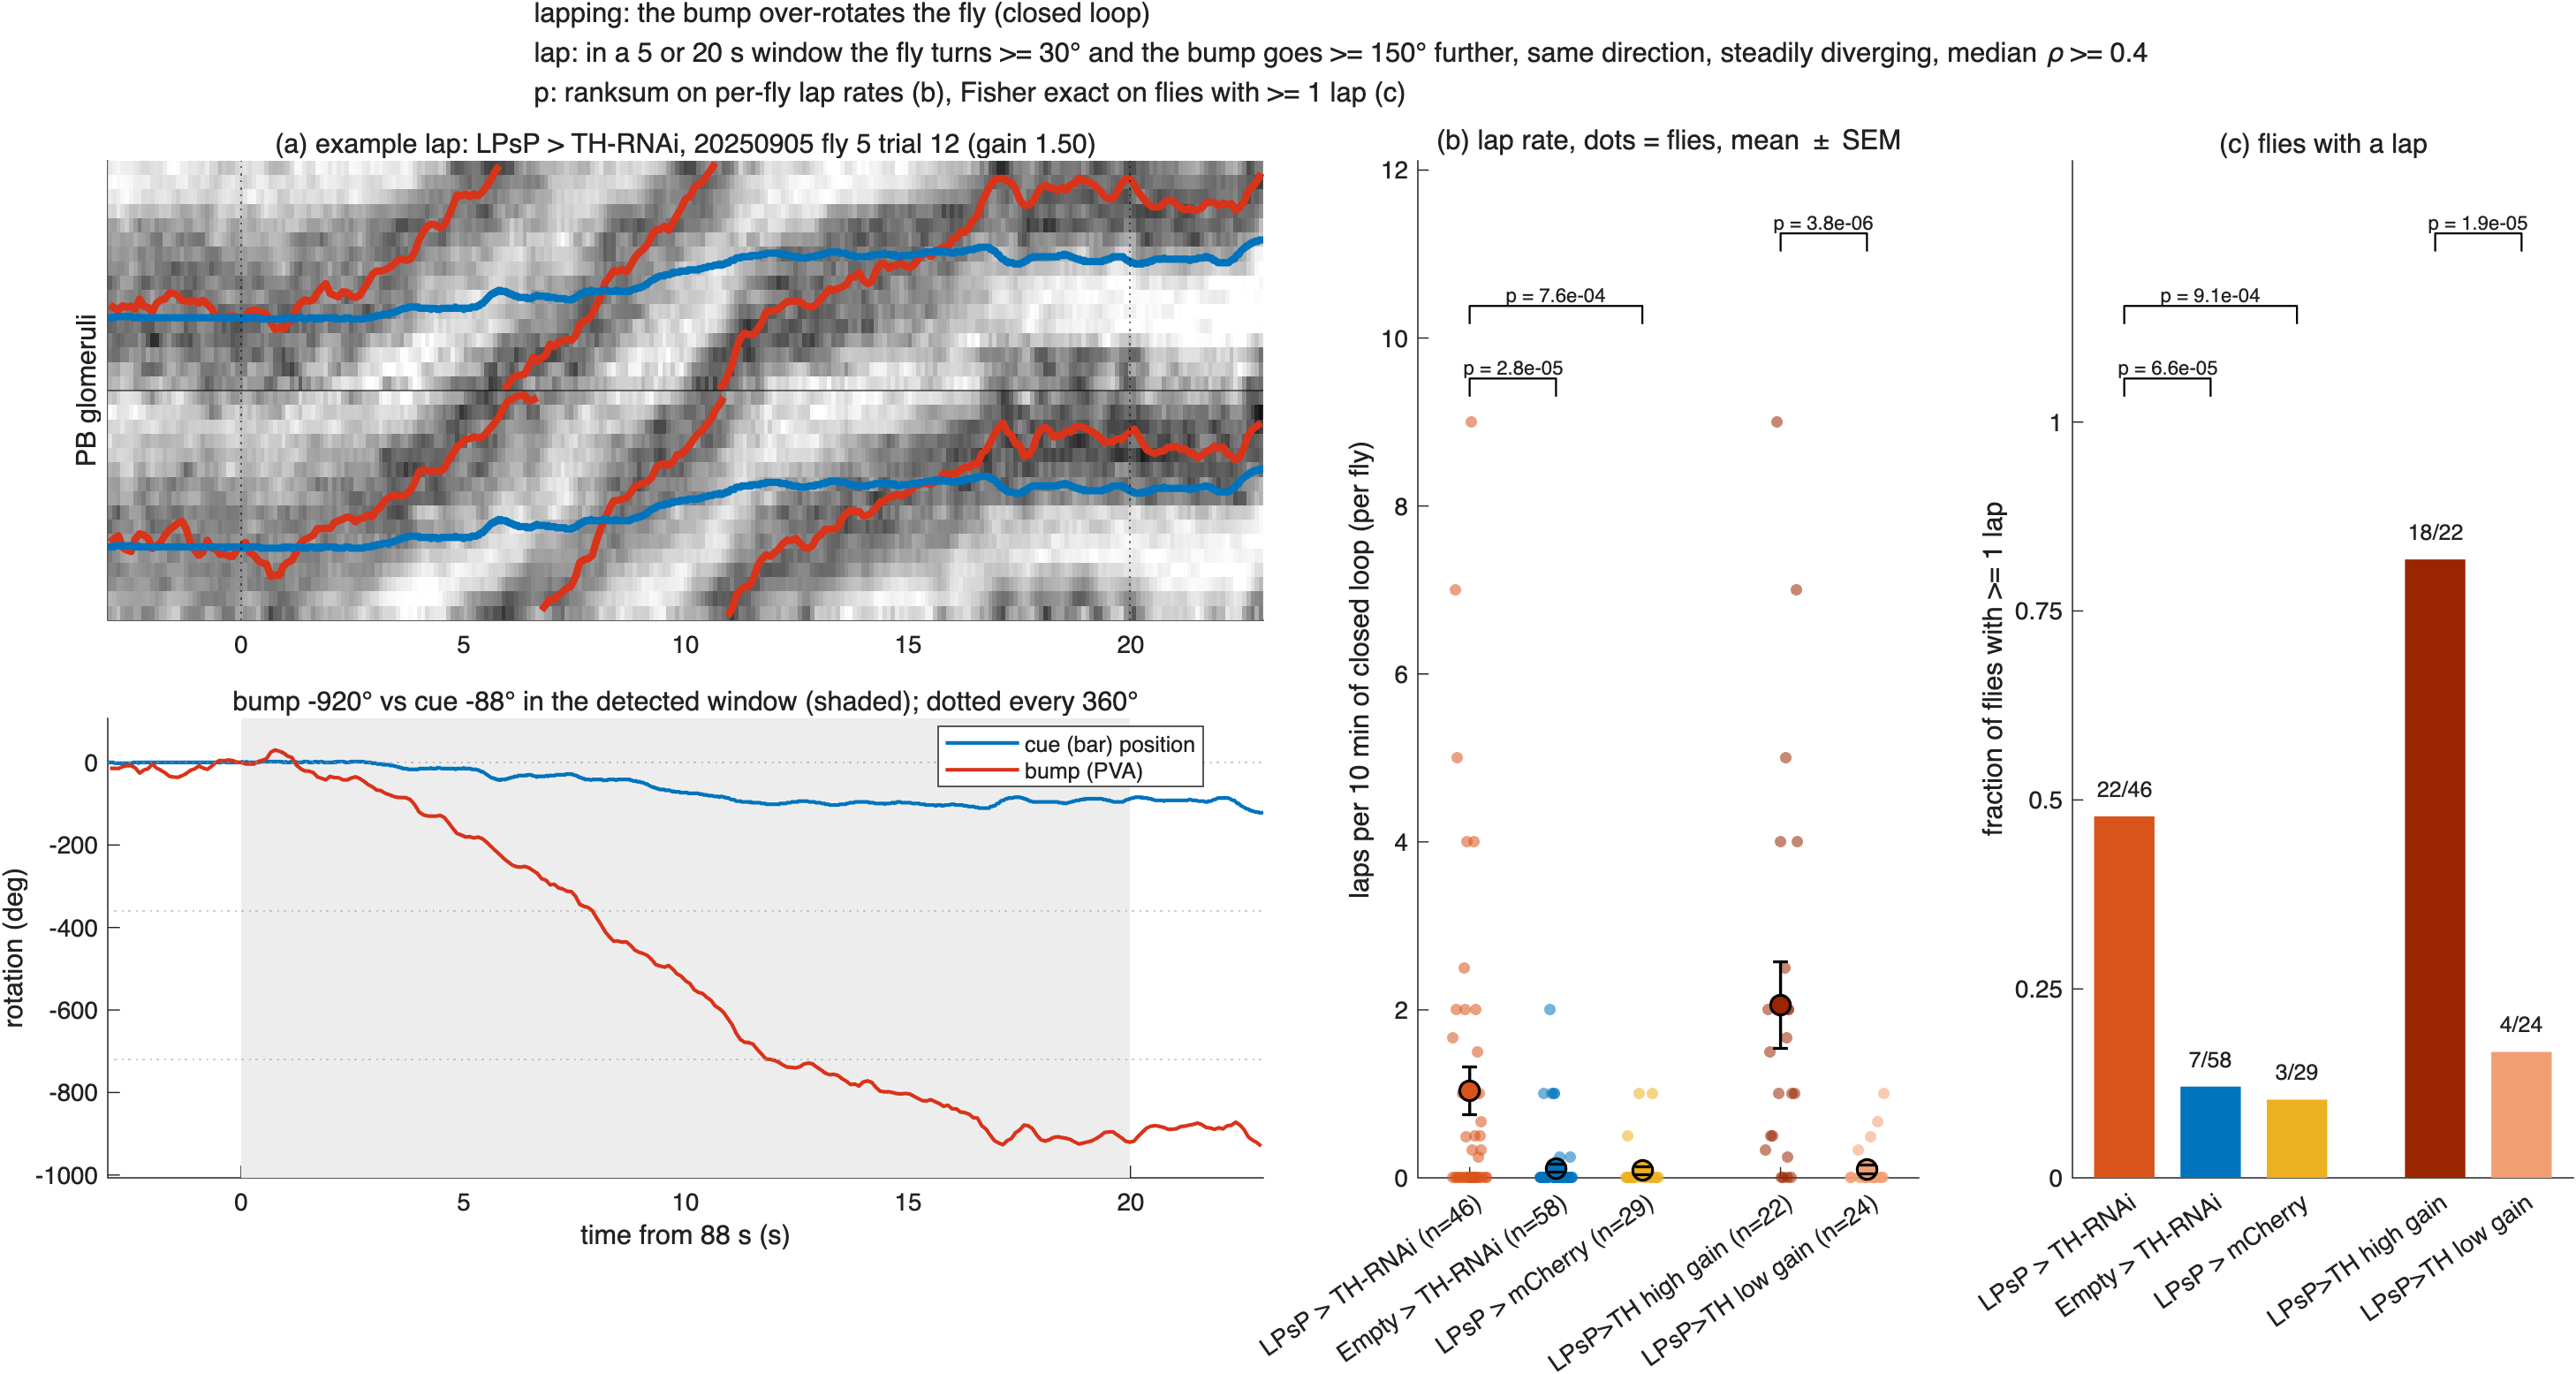 lapping: the bump over-rotates the fly (closed loop)
lap: in a 5 or 20 s window the fly turns >= 30° and the bump goes >= 150° further, same direction, steadily diverging, median ρ >= 0.4
p: ranksum on per-fly lap rates (b), Fisher exact on flies with >= 1 lap (c)
(a) example lap: LPsP > TH-RNAi, 20250905 fly 5 trial 12 (gain 1.50)
PB glomeruli
0 5 10 15 20
bump -920° vs cue -88° in the detected window (shaded); dotted every 360°
cue (bar) position
bump (PVA)
rotation (deg)
0
-200
-400
-600
-800
-1000
0 5 10 15 20
time from 88 s (s)
(b) lap rate, dots = flies, mean ± SEM
laps per 10 min of closed loop (per fly)
12
10
8
6
4
2
0
p = 3.8e-06
p = 7.6e-04
p = 2.8e-05
LPsP > TH-RNAi (n=46)
Empty > TH-RNAi (n=58)
LPsP > mCherry (n=29)
LPsP>TH high gain (n=22)
LPsP>TH low gain (n=24)
(c) flies with a lap
fraction of flies with >= 1 lap
1
0.75
0.5
0.25
0
p = 1.9e-05
p = 9.1e-04
p = 6.6e-05
22/46
7/58
3/29
18/22
4/24
LPsP > TH-RNAi
Empty > TH-RNAi
LPsP > mCherry
LPsP>TH high gain
LPsP>TH low gain